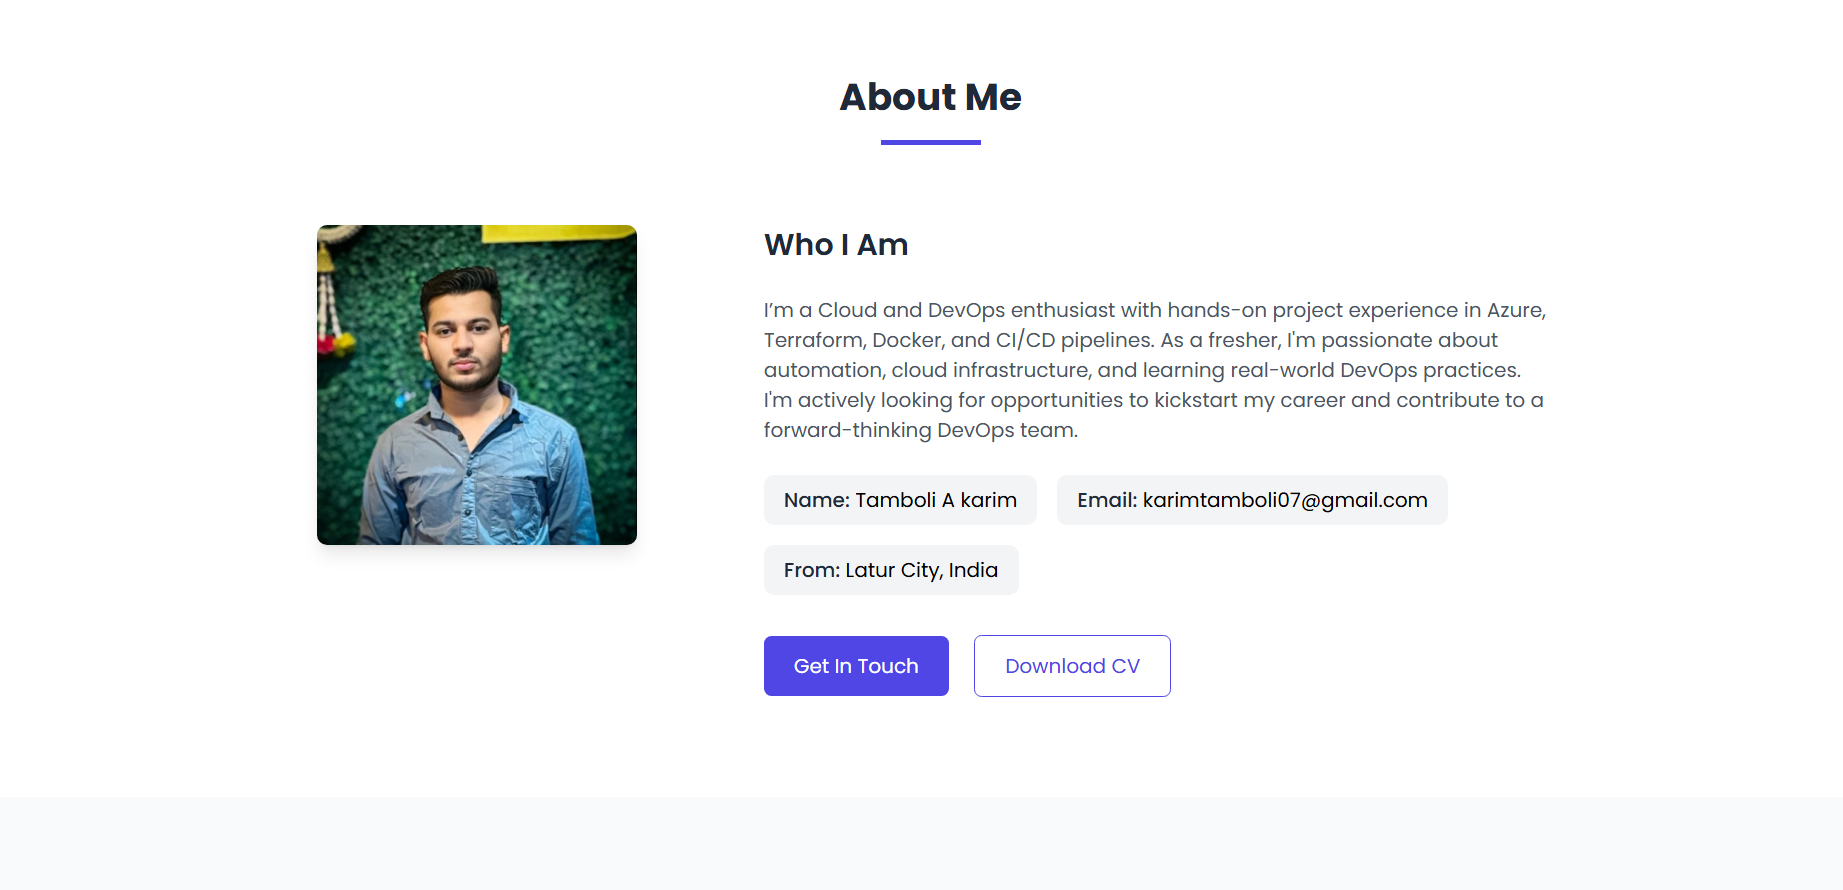 About Me
Who I Am
I’m a Cloud and DevOps enthusiast with hands-on project experience in Azure,
Terraform, Docker, and CI/CD pipelines. As a fresher, I'm passionate about
automation, cloud infrastructure, and learning real-world DevOps practices.
I'm actively looking for opportunities to kickstart my career and contribute to a
forward-thinking DevOps team.
Name: Tamboli A karim
Email: karimtamboli07@gmail.com
From: Latur City, India
Get In Touch
Download CV